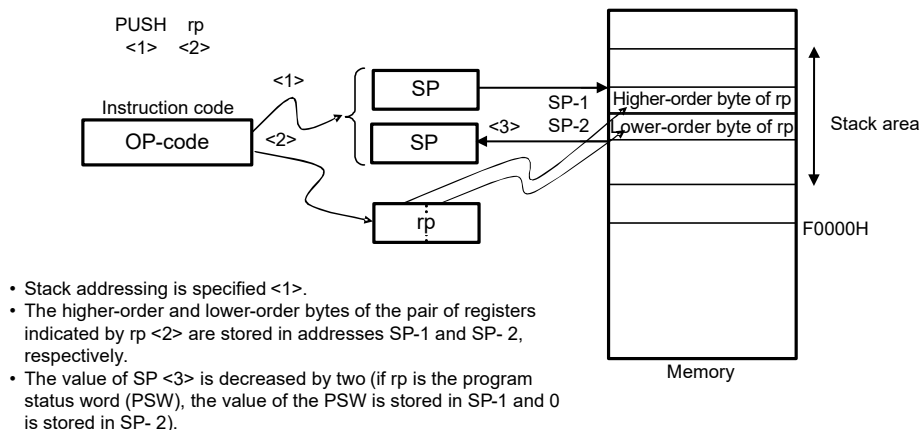 PUSH rp
<1> <2>
<1>
SP
Instruction code
SP-1
Higher-order byte of rp
OP-code
<2>
SP
<3>
SP-2
Lower-order byte of rp
Stack area
rp
F0000H
Memory
• Stack addressing is specified <1>.
• The higher-order and lower-order bytes of the pair of registers
indicated by rp <2> are stored in addresses SP-1 and SP- 2,
respectively.
• The value of SP <3> is decreased by two (if rp is the program
status word (PSW), the value of the PSW is stored in SP-1 and 0
is stored in SP- 2).